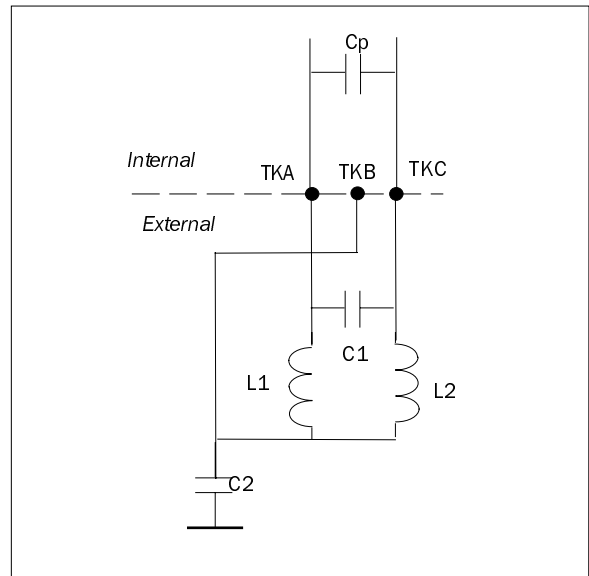 Cp
Internal
TKA
TKB
TKC
External
C1
L1
L2
C2